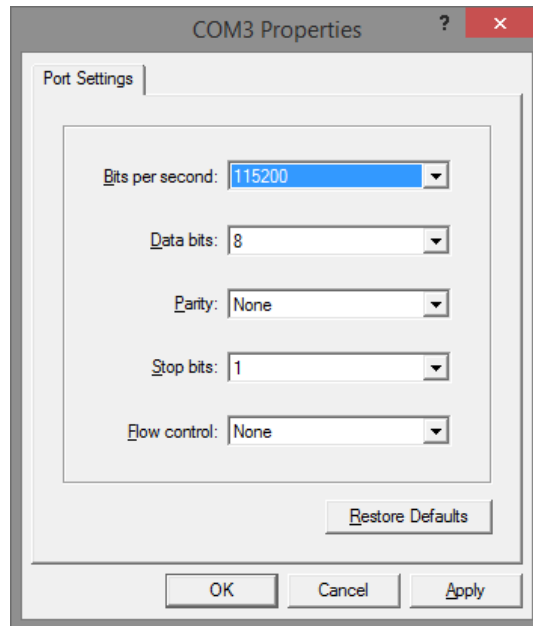 COM3 Properties ? ×
Port Settings
Bits per second: 115200
Data bits: 8
Parity: None
Stop bits: 1
Flow control: None
Restore Defaults
OK Cancel Apply